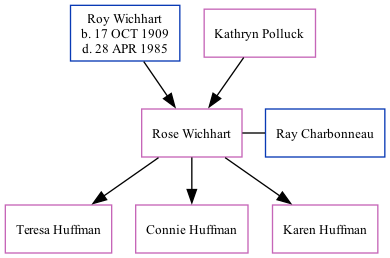 Roy Wichhart
b. 17 OCT 1909
d. 28 APR 1985
Kathryn Polluck
Rose Wichhart
Ray Charbonneau
Teresa Huffman
Connie Huffman
Karen Huffman